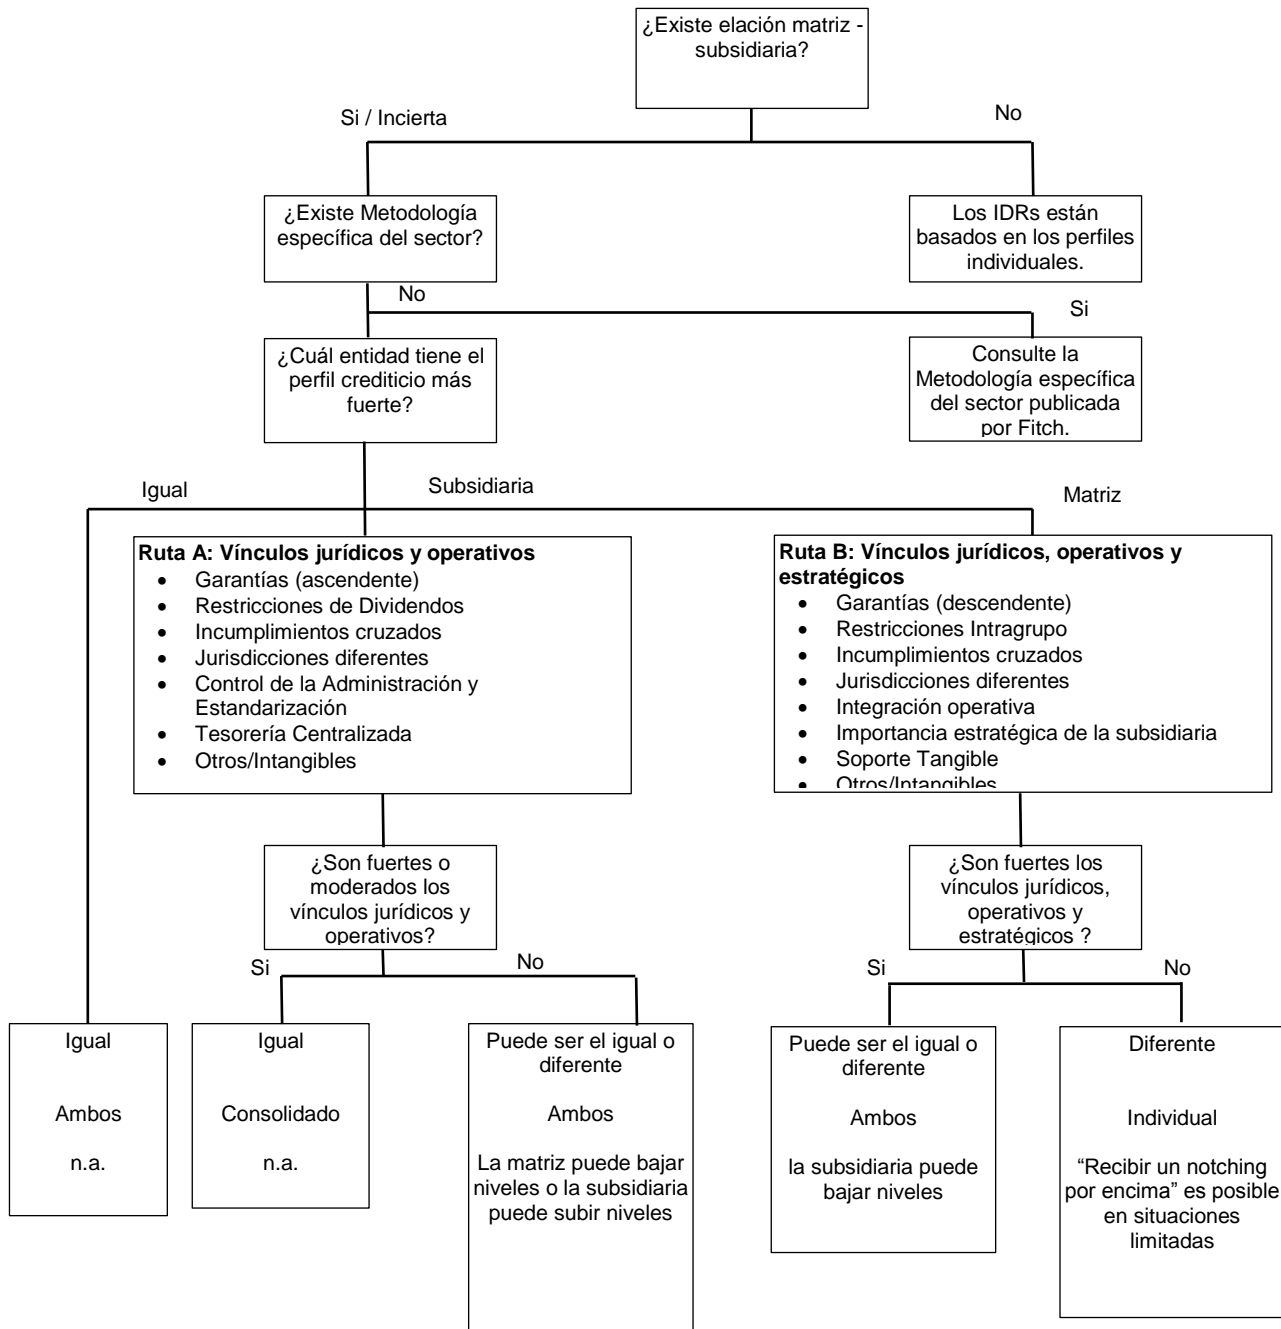 ¿Existe elación matriz -
subsidiaria?
Si / Incierta
No
¿Existe Metodología
específica del sector?
Los IDRs están
basados en los perfiles
individuales.
No
Si
¿Cuál entidad tiene el
perfil crediticio más
fuerte?
Consulte la
Metodología específica
del sector publicada
por Fitch.
Igual
Subsidiaria
Matriz
Ruta A: Vínculos jurídicos y operativos
• Garantías (ascendente)
• Restricciones de Dividendos
• Incumplimientos cruzados
• Jurisdicciones diferentes
• Control de la Administración y
Estandarización
• Tesorería Centralizada
• Otros/Intangibles
Ruta B: Vínculos jurídicos, operativos y
estratégicos
• Garantías (descendente)
• Restricciones Intragrupo
• Incumplimientos cruzados
• Jurisdicciones diferentes
• Integración operativa
• Importancia estratégica de la subsidiaria
• Soporte Tangible
• Otros/Intangibles
¿Son fuertes o
moderados los
vínculos jurídicos y
operativos?
¿Son fuertes los
vínculos jurídicos,
operativos y
estratégicos ?
Si
No
Si
No
Igual
Ambos
n.a.
Igual
Consolidado
n.a.
Puede ser el igual o
diferente
Ambos
La matriz puede bajar
niveles o la subsidiaria
puede subir niveles
Puede ser el igual o
diferente
Ambos
la subsidiaria puede
bajar niveles
Diferente
Individual
“Recibir un notching
por encima” es posible
en situaciones
limitadas